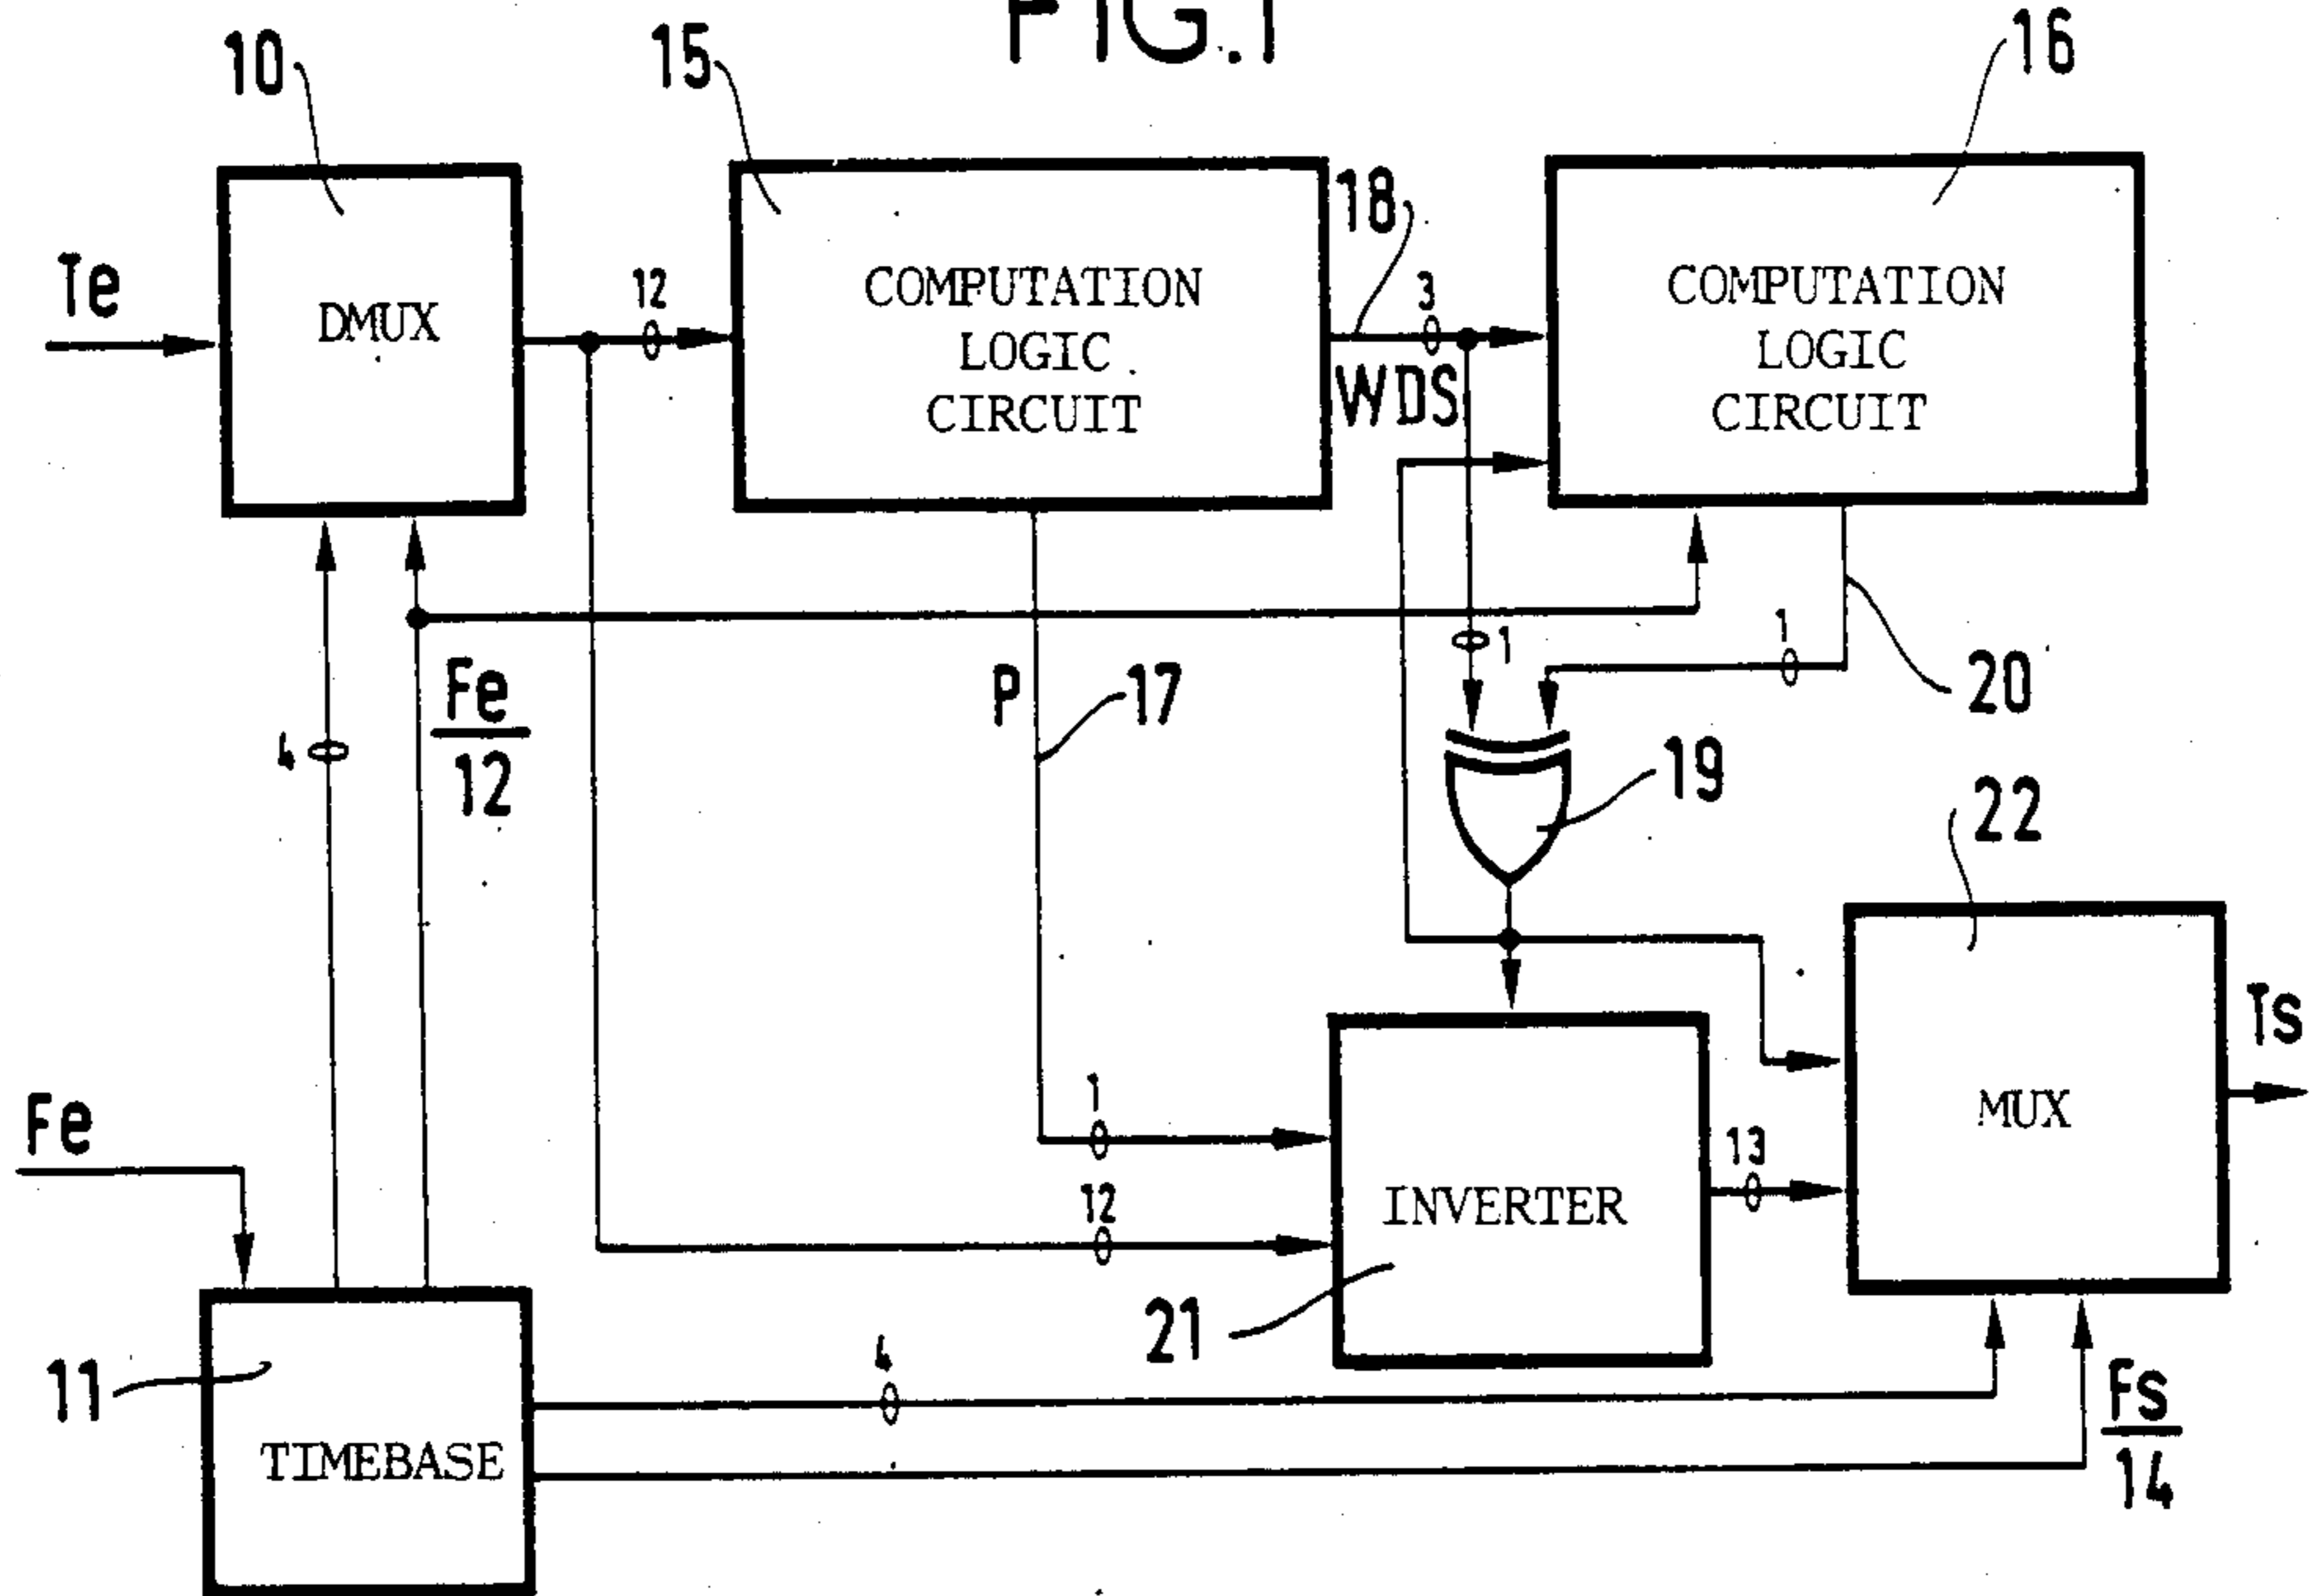 FIG.1
10
15
16
Te
DMUX
12
COMPUTATION
LOGIC
CIRCUIT
18
3
WDS
COMPUTATION
LOGIC
CIRCUIT
1
1
20
Fe
12
P
17
4
19
22
Fe
1
12
INVERTER
21
13
MUX
Ts
11
TIMEBASE
4
Fs
14